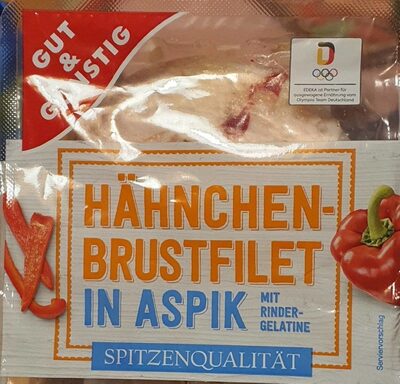 GUT
&
GÜNSTIG
D
EDEKA ist Partner für
ausgewogene Ernährung vom
Olympia Team Deutschland
HÄHNCHEN-
BRUSTFILET
IN ASPIK
MIT
RINDER-
GELATINE
SPITZENQUALITÄT
Serviervorschlag